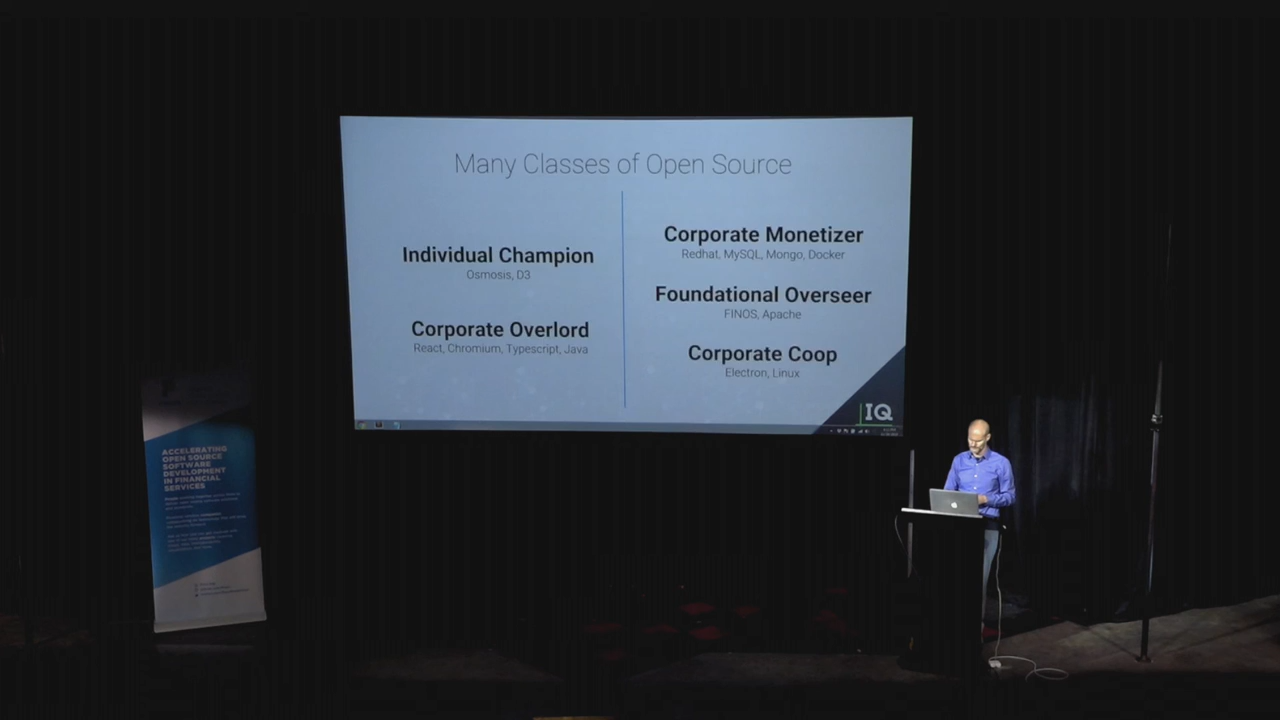 Many Classes of Open Source
Individual Champion
Osmosis, D3
Corporate Overlord
React, Chromium, Typescript, Java
Corporate Monetizer
Redhat, MySQL, Mongo, Docker
Foundational Overseer
FINOS, Apache
Corporate Coop
Electron, Linux
IQ
ACCELERATING
OPEN SOURCE
SOFTWARE
DEVELOPMENT
IN FINANCIAL
SERVICES